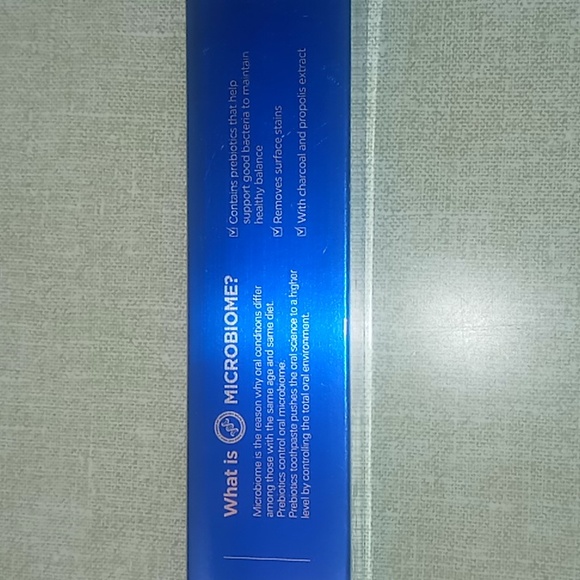 What is MICROBIOME?
Microbiome is the reason why oral conditions differ
among those with the same age and same diet.
Prebiotics control oral microbiome.
Prebiotics toothpaste pushes the oral science to a higher
level by controlling the total oral environment.
☑ Contains prebiotics that help
support good bacteria to maintain
healthy balance
☑ Removes surface stains
☑ With charcoal and propolis extract